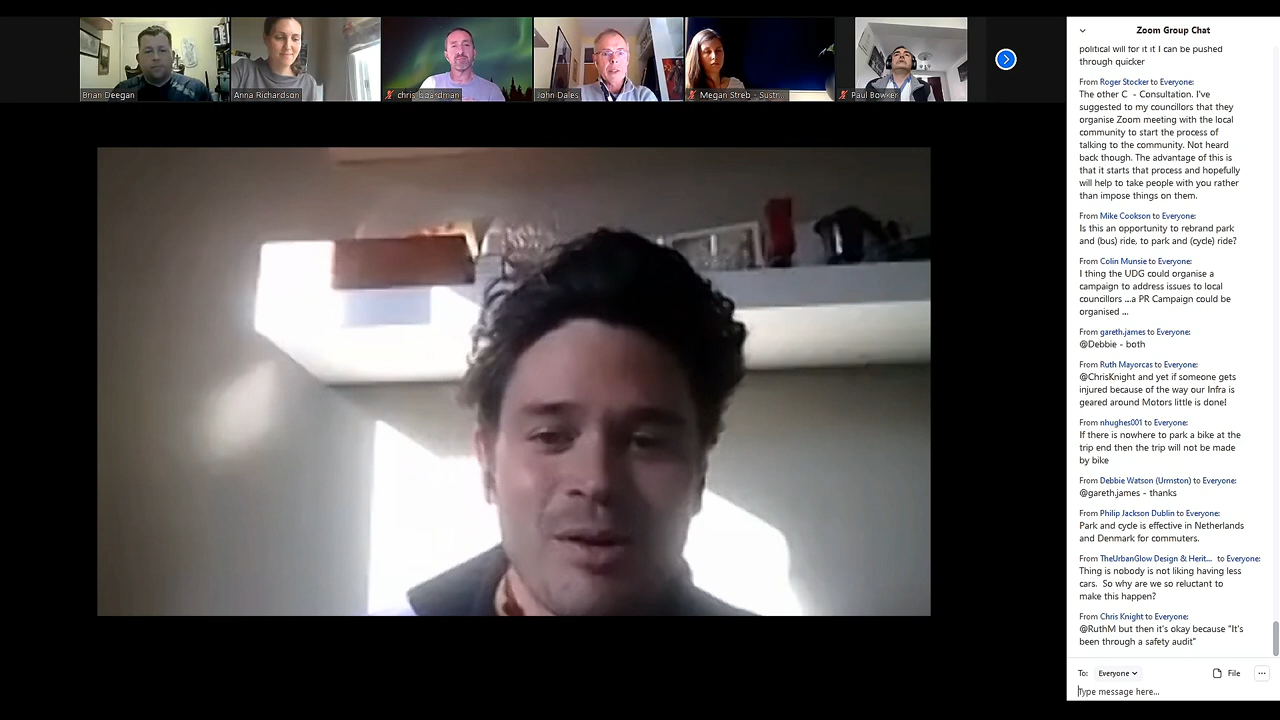 Brian Deegan
Anna Richardson
chris boardman
John Dales
Megan Streb - Sustr...
Paul Bowker
Zoom Group Chat
political will for it it I can be pushed
through quicker
From Roger Stocker to Everyone:
The other C - Consultation. I've
suggested to my councillors that they
organise Zoom meeting with the local
community to start the process of
talking to the community. Not heard
back though. The advantage of this is
that it starts that process and hopefully
will help to take people with you rather
than impose things on them.
From Mike Cookson to Everyone:
Is this an opportunity to rebrand park
and (bus) ride, to park and (cycle) ride?
From Colin Munsie to Everyone:
I thing the UDG could organise a
campaign to address issues to local
councillors ...a PR Campaign could be
organised ...
From gareth.james to Everyone:
@Debbie - both
From Ruth Mayorcas to Everyone:
@ChrisKnight and yet if someone gets
injured because of the way our Infra is
geared around Motors little is done!
From nhughes001 to Everyone:
If there is nowhere to park a bike at the
trip end then the trip will not be made
by bike
From Debbie Watson (Urmston) to Everyone:
@gareth.james - thanks
From Philip Jackson Dublin to Everyone:
Park and cycle is effective in Netherlands
and Denmark for commuters.
From TheUrbanGlow Design & Herit... to Everyone:
Thing is nobody is not liking having less
cars. So why are we so reluctant to
make this happen?
From Chris Knight to Everyone:
@RuthM but then it's okay because "It's
been through a safety audit"
To: Everyone File ...
Type message here...